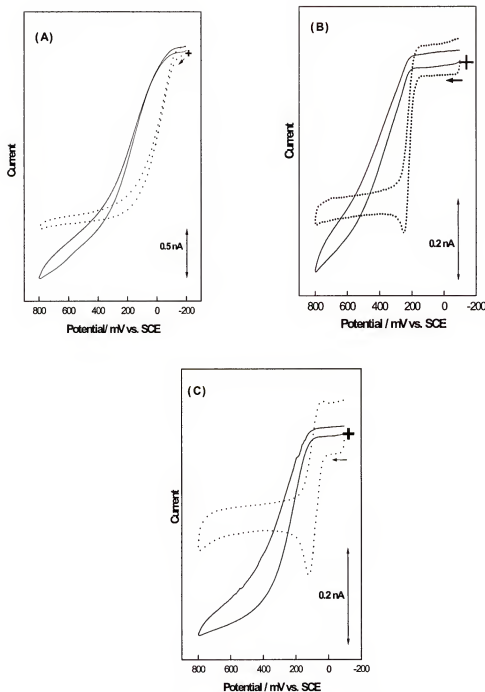 (A)
Current
0.5 nA
800 600 400 200 0 -200
Potential/ mV vs. SCE
(B)
Current
0.2 nA
800 600 400 200 0 -200
Potential / mV vs. SCE
(C)
Current
0.2 nA
800 600 400 200 0 -200
Potential / mV vs. SCE